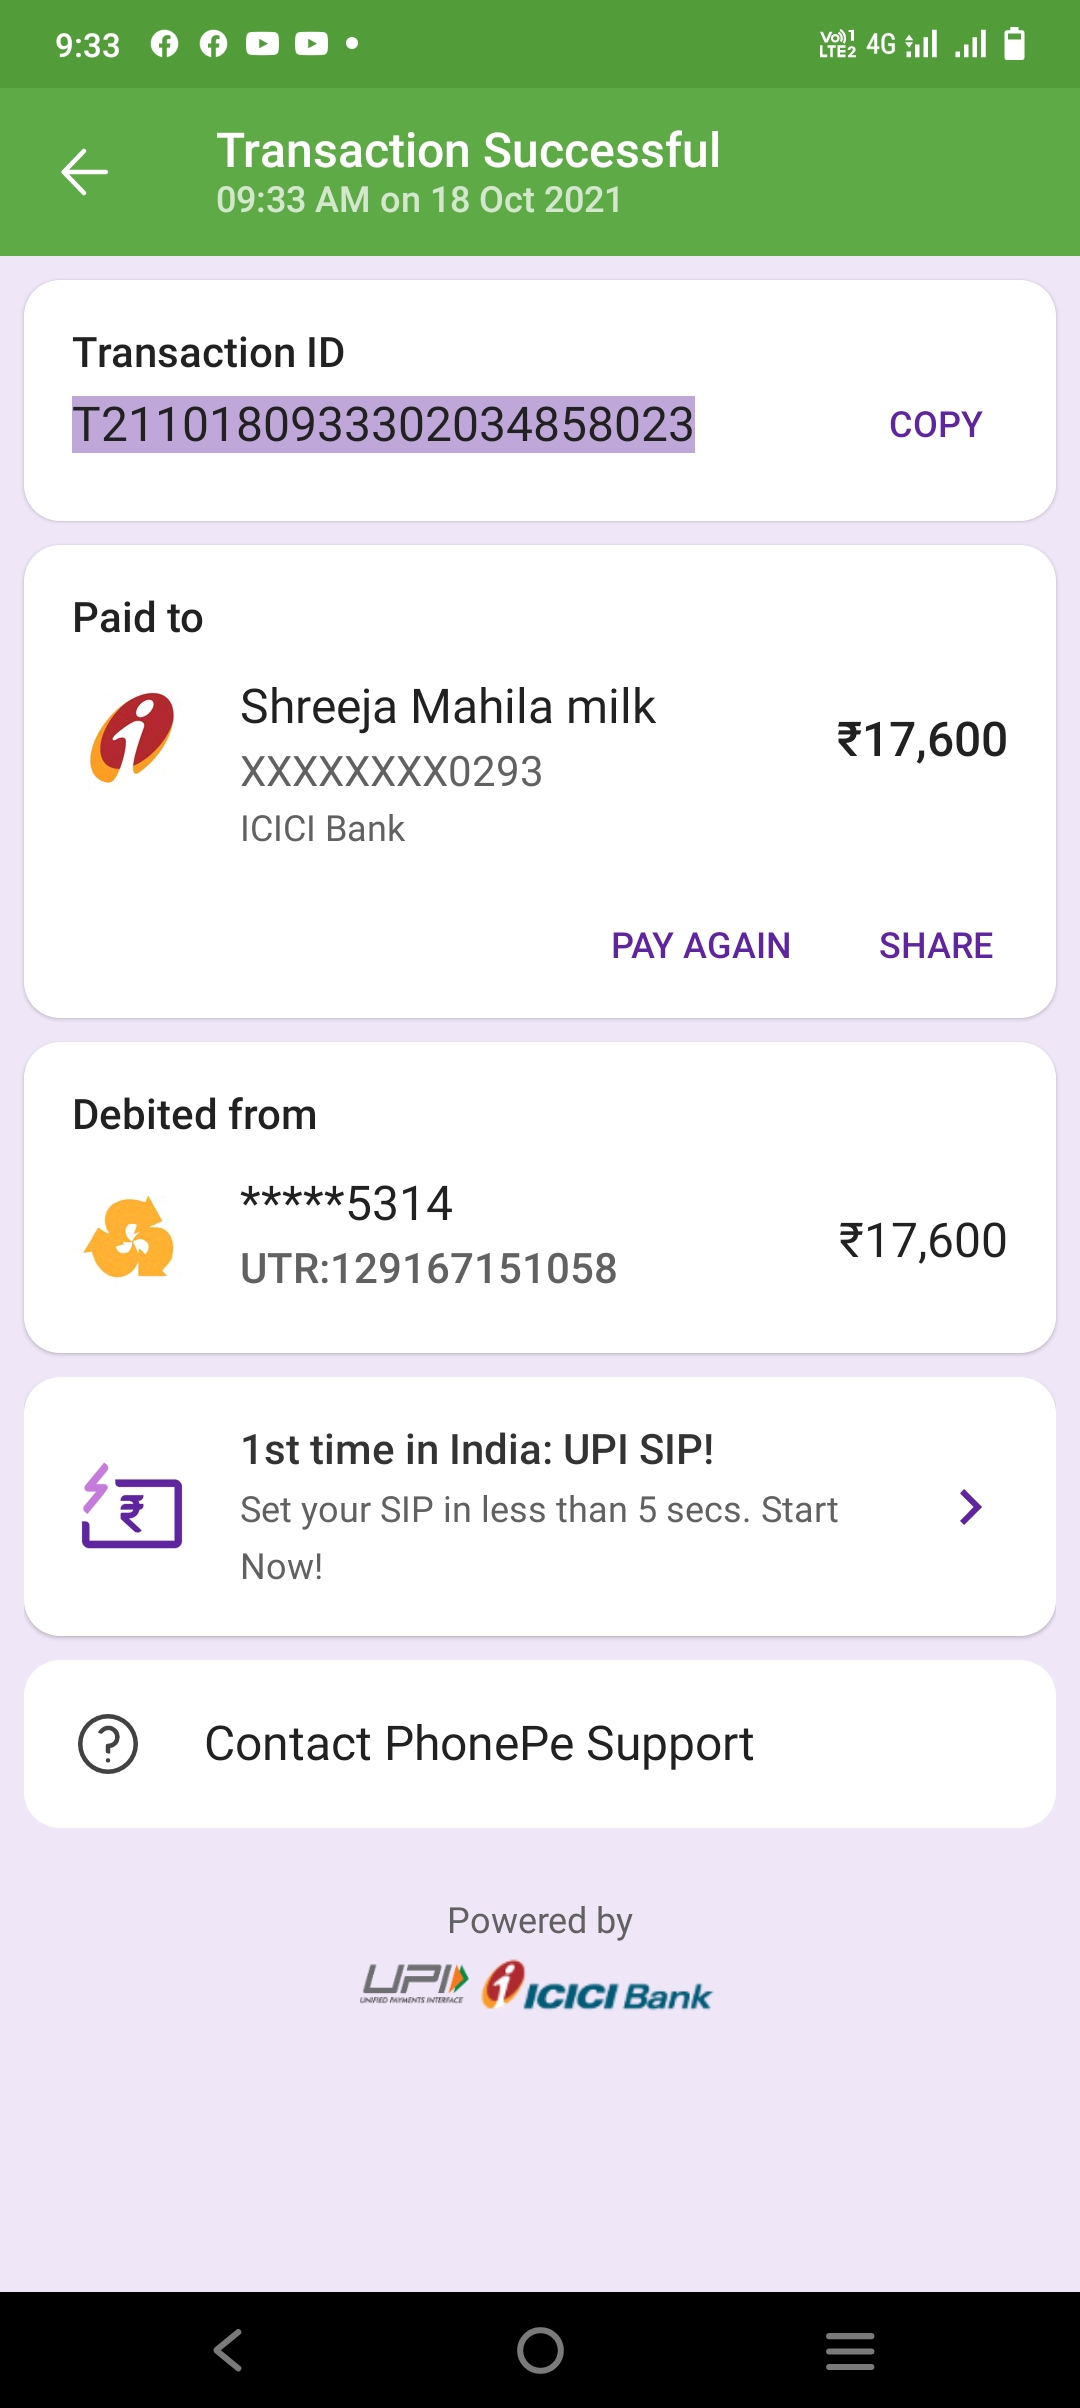 9:33
Vo))1 LTE2 4G
Transaction Successful
09:33 AM on 18 Oct 2021
Transaction ID
T2110180933302034858023 COPY
Paid to
Shreeja Mahila milk
₹17,600
XXXXXXXX0293
ICICI Bank
PAY AGAIN SHARE
Debited from
*****5314
₹17,600
UTR:129167151058
1st time in India: UPI SIP!
Set your SIP in less than 5 secs. Start
Now!
Contact PhonePe Support
Powered by
UPI ICICI Bank
UNIFIED PAYMENTS INTERFACE